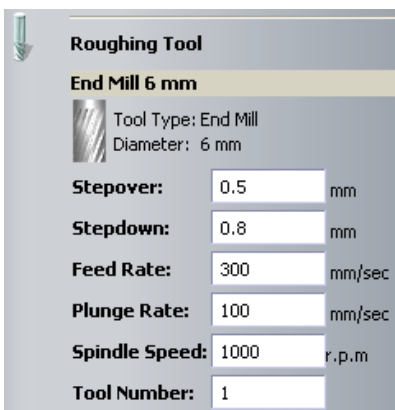 Roughing Tool
End Mill 6 mm
Tool Type: End Mill
Diameter: 6 mm
Stepover: 0.5 mm
Stepdown: 0.8 mm
Feed Rate: 300 mm/sec
Plunge Rate: 100 mm/sec
Spindle Speed: 1000 r.p.m
Tool Number: 1